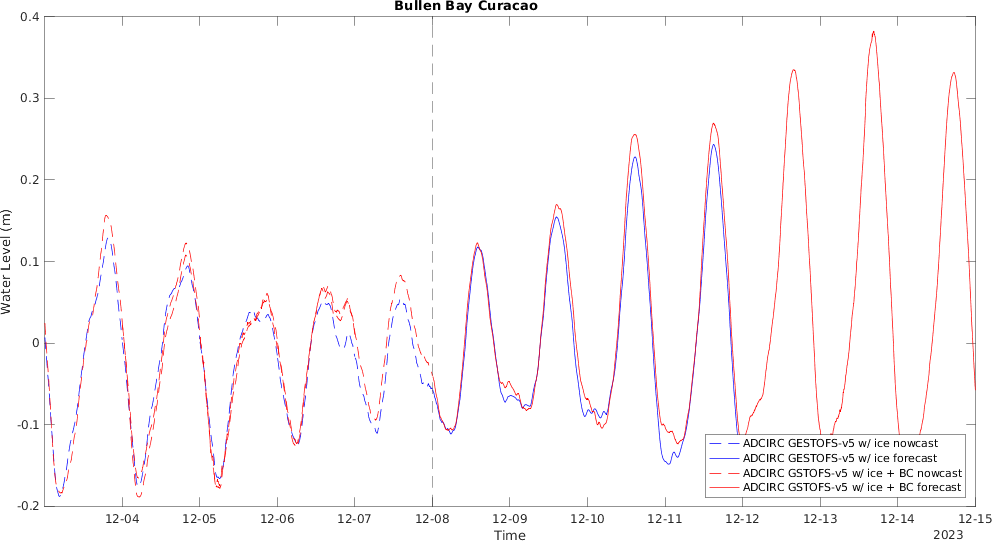 Bullen Bay Curacao
0.4
0.3
0.2
0.1
0
-0.1
-0.2
Water Level (m)
12-04 12-05 12-06 12-07 12-08 12-09 12-10 12-11 12-12 12-13 12-14 12-15
Time
2023
ADCIRC GESTOFS-v5 w/ ice nowcast
ADCIRC GESTOFS-v5 w/ ice forecast
ADCIRC GSTOFS-v5 w/ ice + BC nowcast
ADCIRC GSTOFS-v5 w/ ice + BC forecast